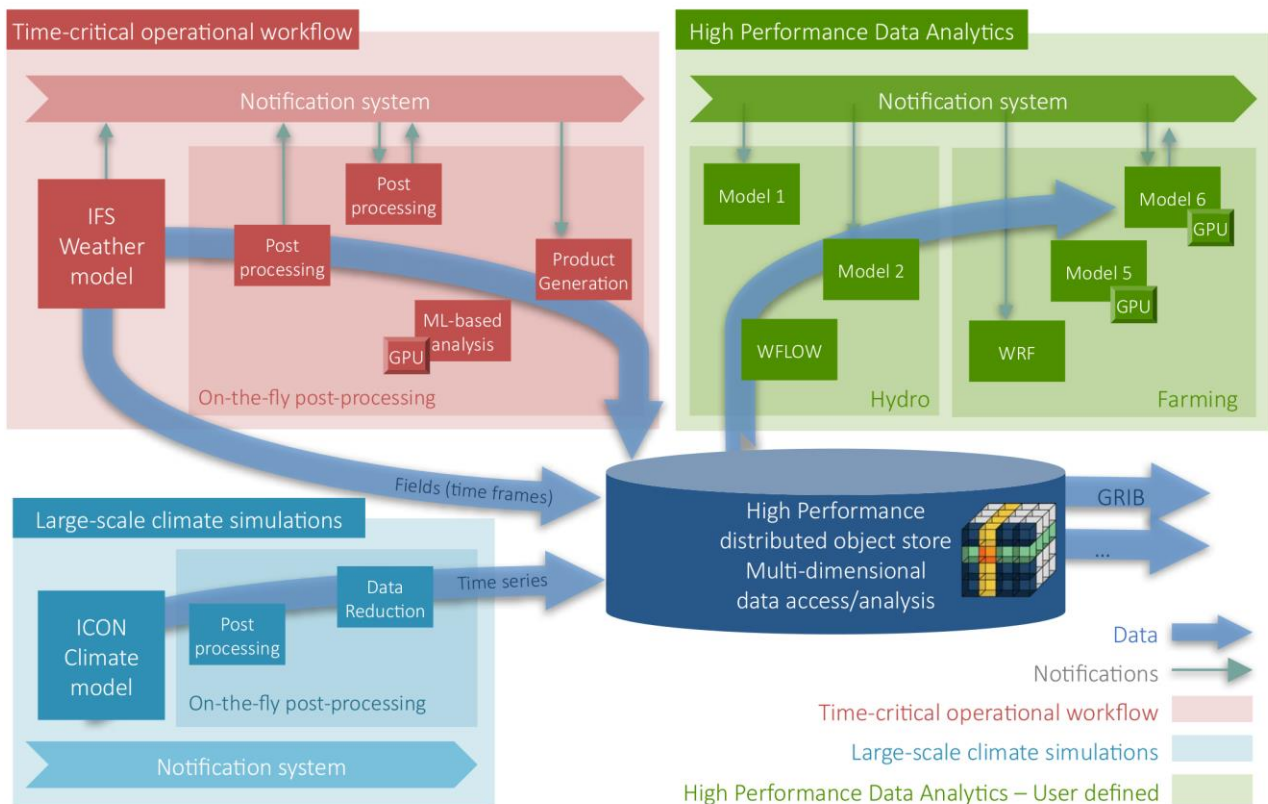 Time-critical operational workflow
Notification system
IFS
Weather
model
Post
processing
Post
processing
Product
Generation
ML-based
analysis
GPU
On-the-fly post-processing
Fields (time frames)
High Performance Data Analytics
Notification system
Model 1
Model 2
WFLOW
Hydro
Model 6
GPU
Model 5
GPU
WRF
Farming
Large-scale climate simulations
ICON
Climate
model
Post
processing
Data
Reduction
Time series
On-the-fly post-processing
Notification system
High Performance
distributed object store
Multi-dimensional
data access/analysis
GRIB
...
Data
Notifications
Time-critical operational workflow
Large-scale climate simulations
High Performance Data Analytics – User defined